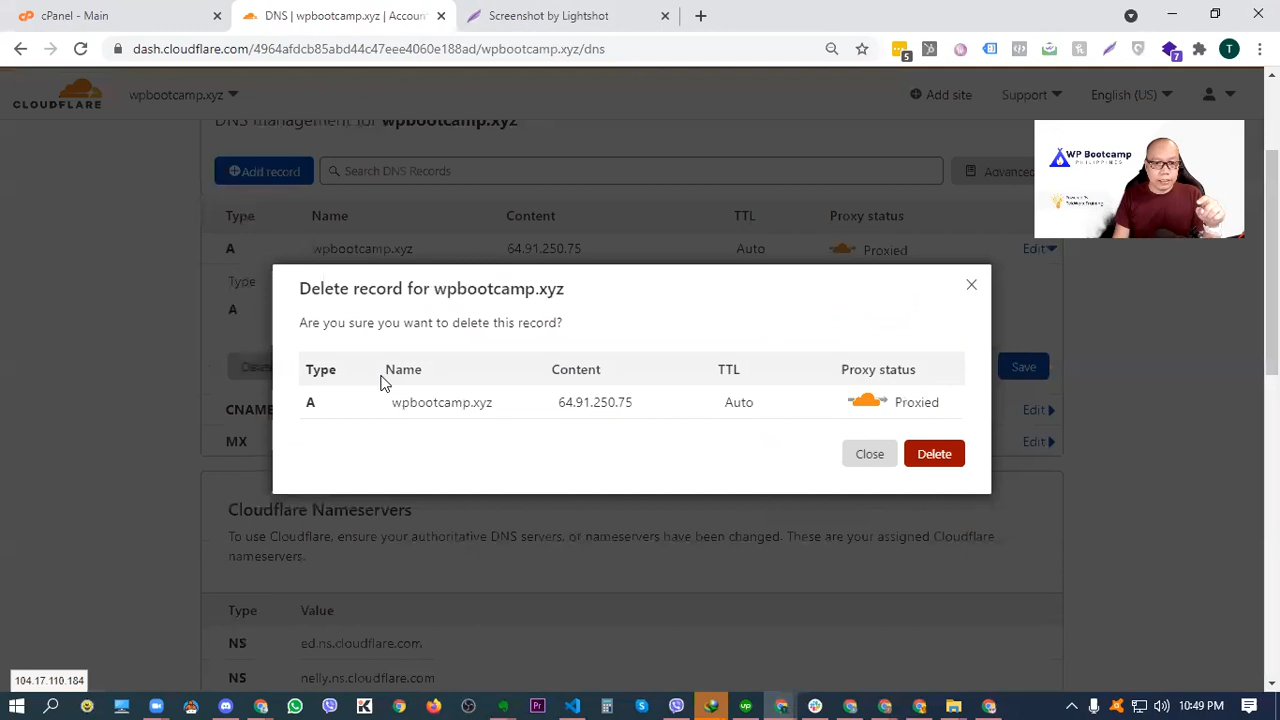 cPanel - Main
DNS | wpbootcamp.xyz | Accoun
Screenshot by Lightshot
dash.cloudflare.com/4964afdcb85abd44c47eee4060e188ad/wpbootcamp.xyz/dns
5
7
T
CLOUDFLARE
wpbootcamp.xyz
Add site
Support
English (US)
DNS management for wpbootcamp.xyz
WP Bootcamp
PHILIPPINES
Add record
Search DNS Records
Advanced
Type Name Content TTL Proxy status
A wpbootcamp.xyz 64.91.250.75 Auto Proxied Edit
Type
A
Delete record for wpbootcamp.xyz
Are you sure you want to delete this record?
Type Name Content TTL Proxy status
A wpbootcamp.xyz 64.91.250.75 Auto Proxied
Close Delete
Save
CNAME Edit
MX Edit
Cloudflare Nameservers
To use Cloudflare, ensure your authoritative DNS servers, or nameservers have been changed. These are your assigned Cloudflare
nameservers.
Type Value
NS ed.ns.cloudflare.com
NS nelly.ns.cloudflare.com
104.17.110.184
10:49 PM